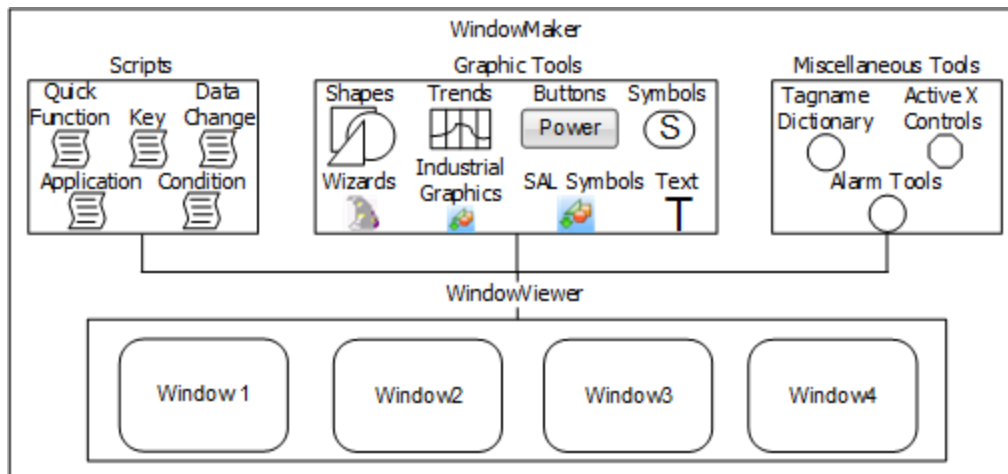 WindowMaker
Scripts
Graphic Tools
Miscellaneous Tools
Quick
Function
Key
Data
Change
Application
Condition
Shapes
Trends
Buttons
Symbols
Power
S
Wizards
Industrial
Graphics
SAL Symbols
Text
T
Tagname
Dictionary
Active X
Controls
Alarm Tools
WindowViewer
Window 1
Window2
Window3
Window4